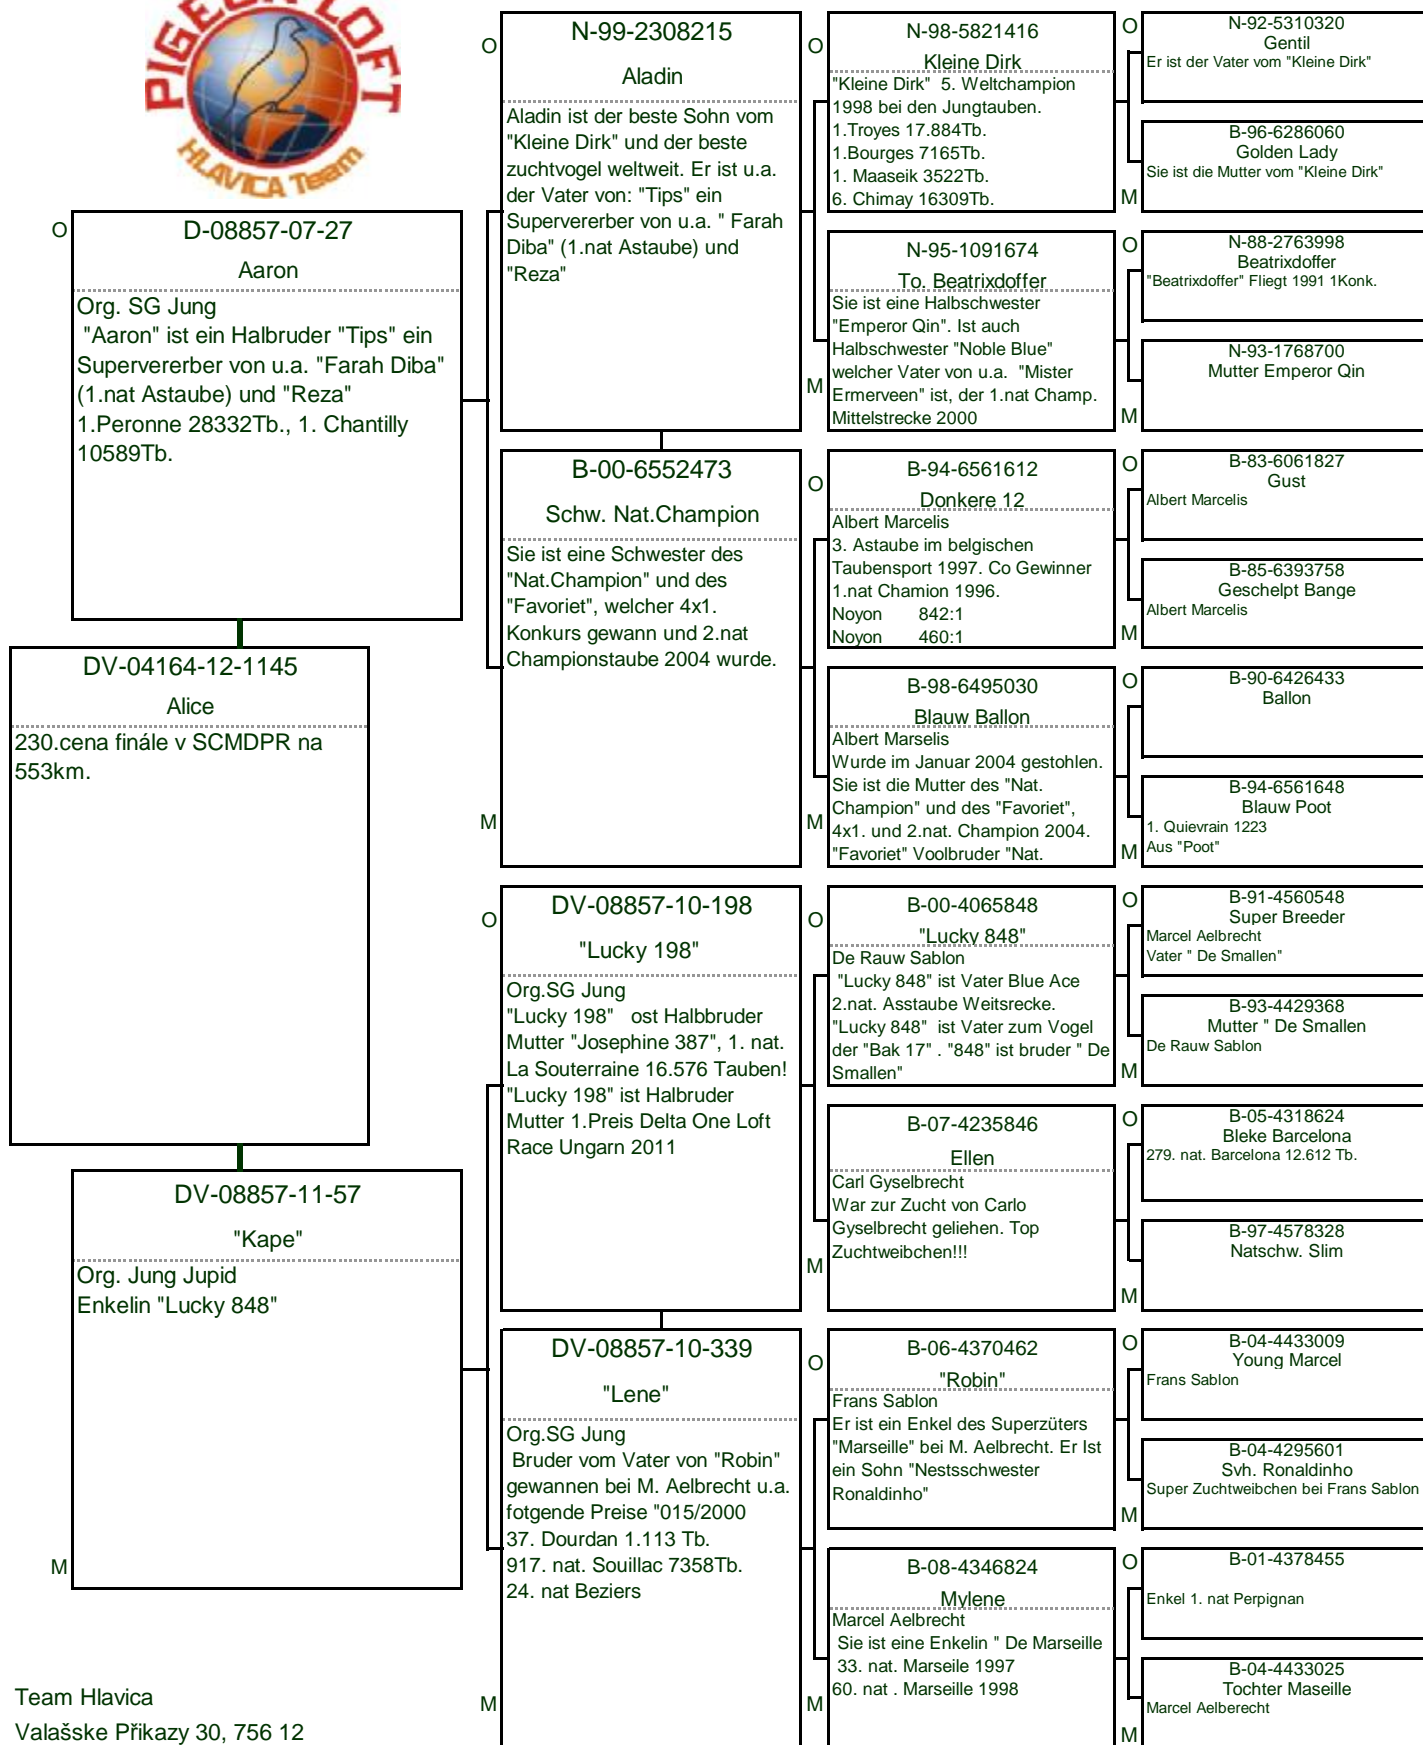 PIGEON LOFT
HLAVICA Team
O
D-08857-07-27
Aaron
Org. SG Jung
"Aaron" ist ein Halbruder "Tips" ein
Supervererber von u.a. "Farah Diba"
(1.nat Astaube) und "Reza"
1.Peronne 28332Tb., 1. Chantilly
10589Tb.
DV-04164-12-1145
Alice
230.cena finále v SCMDPR na
553km.
DV-08857-11-57
"Kape"
Org. Jung Jupid
Enkelin "Lucky 848"
M
Team Hlavica
Valašske Přikazy 30, 756 12
O
N-99-2308215
Aladin
Aladin ist der beste Sohn vom
"Kleine Dirk" und der beste
zuchtvogel weltweit. Er ist u.a.
der Vater von: "Tips" ein
Supervererber von u.a. " Farah
Diba" (1.nat Astaube) und
"Reza"
B-00-6552473
Schw. Nat.Champion
Sie ist eine Schwester des
"Nat.Champion" und des
"Favoriet", welcher 4x1.
Konkurs gewann und 2.nat
Championstaube 2004 wurde.
M
O
DV-08857-10-198
"Lucky 198"
Org.SG Jung
"Lucky 198" ost Halbbruder
Mutter "Josephine 387", 1. nat.
La Souterraine 16.576 Tauben!
"Lucky 198" ist Halbruder
Mutter 1.Preis Delta One Loft
Race Ungarn 2011
DV-08857-10-339
"Lene"
Org.SG Jung
Bruder vom Vater von "Robin"
gewannen bei M. Aelbrecht u.a.
fotgende Preise "015/2000
37. Dourdan 1.113 Tb.
917. nat. Souillac 7358Tb.
24. nat Beziers
M
O
N-98-5821416
Kleine Dirk
"Kleine Dirk" 5. Weltchampion
1998 bei den Jungtauben.
1.Troyes 17.884Tb.
1.Bourges 7165Tb.
1. Maaseik 3522Tb.
6. Chimay 16309Tb.
N-95-1091674
To. Beatrixdoffer
Sie ist eine Halbschwester
"Emperor Qin". Ist auch
Halbschwester "Noble Blue"
welcher Vater von u.a. "Mister
Ermerveen" ist, der 1.nat Champ.
Mittelstrecke 2000
M
O
B-94-6561612
Donkere 12
Albert Marcelis
3. Astaube im belgischen
Taubensport 1997. Co Gewinner
1.nat Chamion 1996.
Noyon 842:1
Noyon 460:1
B-98-6495030
Blauw Ballon
Albert Marselis
Wurde im Januar 2004 gestohlen.
Sie ist die Mutter des "Nat.
Champion" und des "Favoriet",
4x1. und 2.nat. Champion 2004.
"Favoriet" Voolbruder "Nat.
M
O
B-00-4065848
"Lucky 848"
De Rauw Sablon
"Lucky 848" ist Vater Blue Ace
2.nat. Asstaube Weitsrecke.
"Lucky 848" ist Vater zum Vogel
der "Bak 17" . "848" ist bruder " De
Smallen"
B-07-4235846
Ellen
Carl Gyselbrecht
War zur Zucht von Carlo
Gyselbrecht geliehen. Top
Zuchtweibchen!!!
M
O
B-06-4370462
"Robin"
Frans Sablon
Er ist ein Enkel des Superzüters
"Marseille" bei M. Aelbrecht. Er Ist
ein Sohn "Nestsschwester
Ronaldinho"
B-08-4346824
Mylene
Marcel Aelbrecht
Sie ist eine Enkelin " De Marseille
33. nat. Marseile 1997
60. nat . Marseille 1998
M
O
N-92-5310320
Gentil
Er ist der Vater vom "Kleine Dirk"
B-96-6286060
Golden Lady
Sie ist die Mutter vom "Kleine Dirk"
M
O
N-88-2763998
Beatrixdoffer
"Beatrixdoffer" Fliegt 1991 1Konk.
N-93-1768700
Mutter Emperor Qin
M
O
B-83-6061827
Gust
Albert Marcelis
B-85-6393758
Geschelpt Bange
Albert Marcelis
M
O
B-90-6426433
Ballon
B-94-6561648
Blauw Poot
1. Quievrain 1223
Aus "Poot"
M
O
B-91-4560548
Super Breeder
Marcel Aelbrecht
Vater " De Smallen"
B-93-4429368
Mutter " De Smallen
De Rauw Sablon
M
O
B-05-4318624
Bleke Barcelona
279. nat. Barcelona 12.612 Tb.
B-97-4578328
Natschw. Slim
M
O
B-04-4433009
Young Marcel
Frans Sablon
B-04-4295601
Svh. Ronaldinho
Super Zuchtweibchen bei Frans Sablon
M
O
B-01-4378455
Enkel 1. nat Perpignan
B-04-4433025
Tochter Maseille
Marcel Aelberecht
M